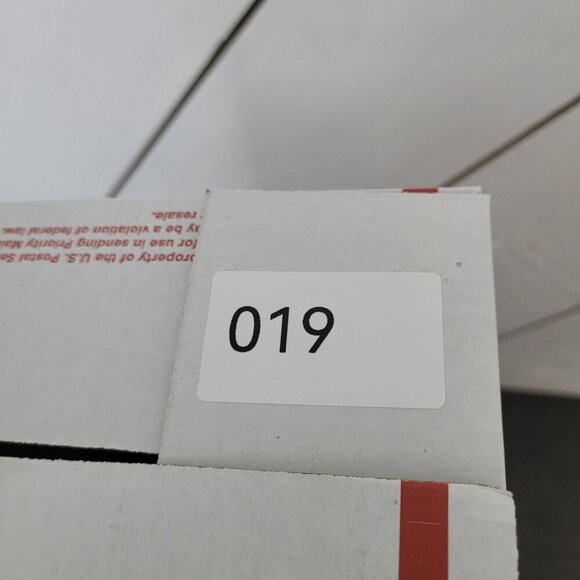 019
property of the U.S. Postal
for use in sending Priority
be a violation of federal law.
resale.